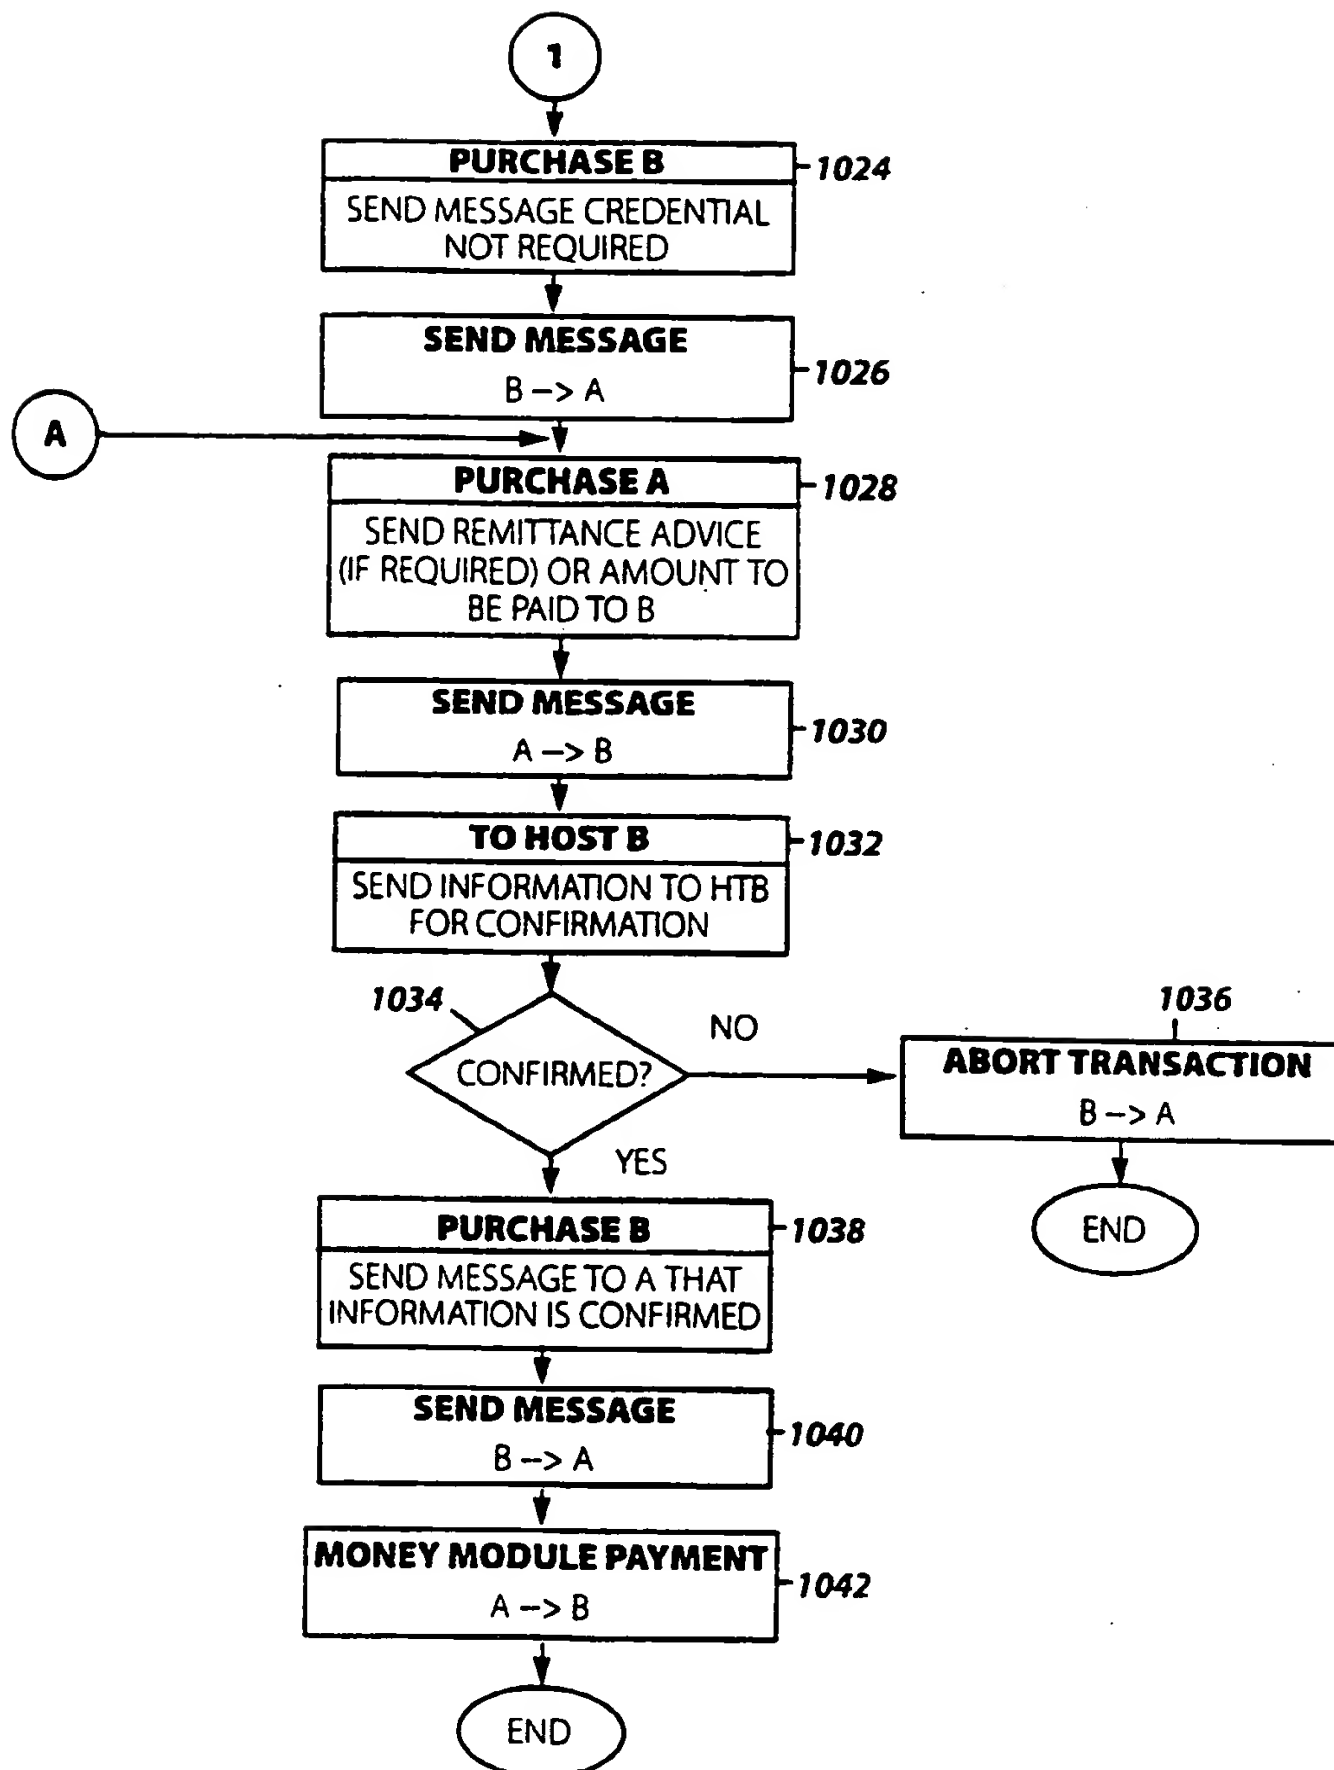 1
PURCHASE B
1024
SEND MESSAGE CREDENTIAL
NOT REQUIRED
SEND MESSAGE
B --> A
1026
A
PURCHASE A
1028
SEND REMITTANCE ADVICE
(IF REQUIRED) OR AMOUNT TO
BE PAID TO B
SEND MESSAGE
A --> B
1030
TO HOST B
1032
SEND INFORMATION TO HTB
FOR CONFIRMATION
1034
CONFIRMED?
NO
1036
ABORT TRANSACTION
B --> A
END
YES
PURCHASE B
1038
SEND MESSAGE TO A THAT
INFORMATION IS CONFIRMED
SEND MESSAGE
B --> A
1040
MONEY MODULE PAYMENT
A --> B
1042
END